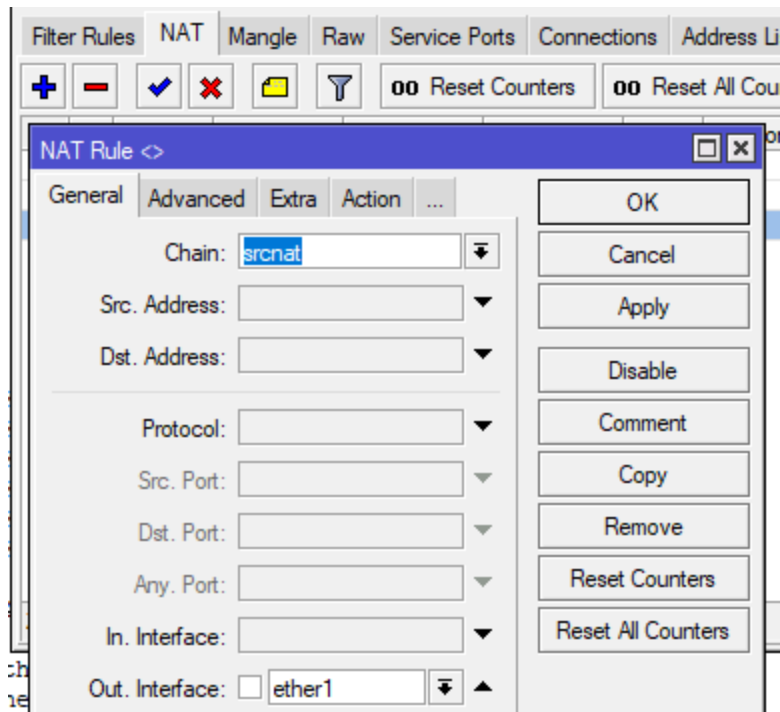 Filter Rules NAT Mangle Raw Service Ports Connections Address Li
00 Reset Counters 00 Reset All Cou
NAT Rule <>
General Advanced Extra Action ...
Chain: srcnat
Src. Address:
Dst. Address:
Protocol:
Src. Port:
Dst. Port:
Any. Port:
In. Interface:
Out. Interface: ether1
OK
Cancel
Apply
Disable
Comment
Copy
Remove
Reset Counters
Reset All Counters